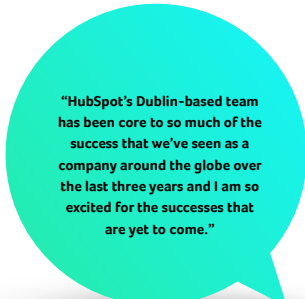 “HubSpot’s Dublin-based team
has been core to so much of the
success that we’ve seen as a
company around the globe over
the last three years and I am so
excited for the successes that
are yet to come.”